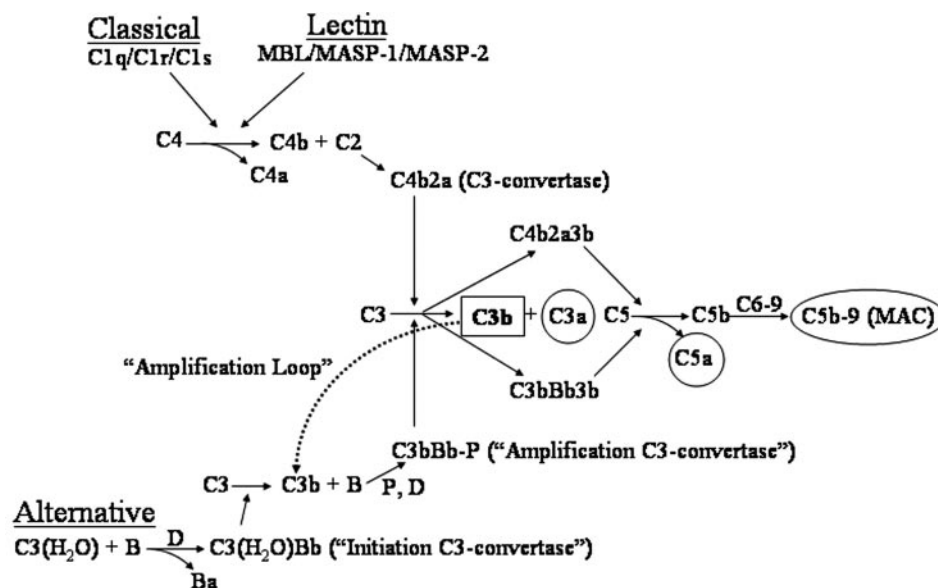 Classical
C1q/C1r/C1s
Lectin
MBL/MASP-1/MASP-2
C4
C4b + C2
C4a
C4b2a (C3-convertase)
C4b2a3b
C3
C3b
+
C3a
C5
C5b
C6-9
C5b-9 (MAC)
C5a
"Amplification Loop"
C3bBb3b
C3bBb-P ("Amplification C3-convertase")
C3
C3b + B
P, D
Alternative
C3(H₂O) + B
D
C3(H₂O)Bb ("Initiation C3-convertase")
Ba